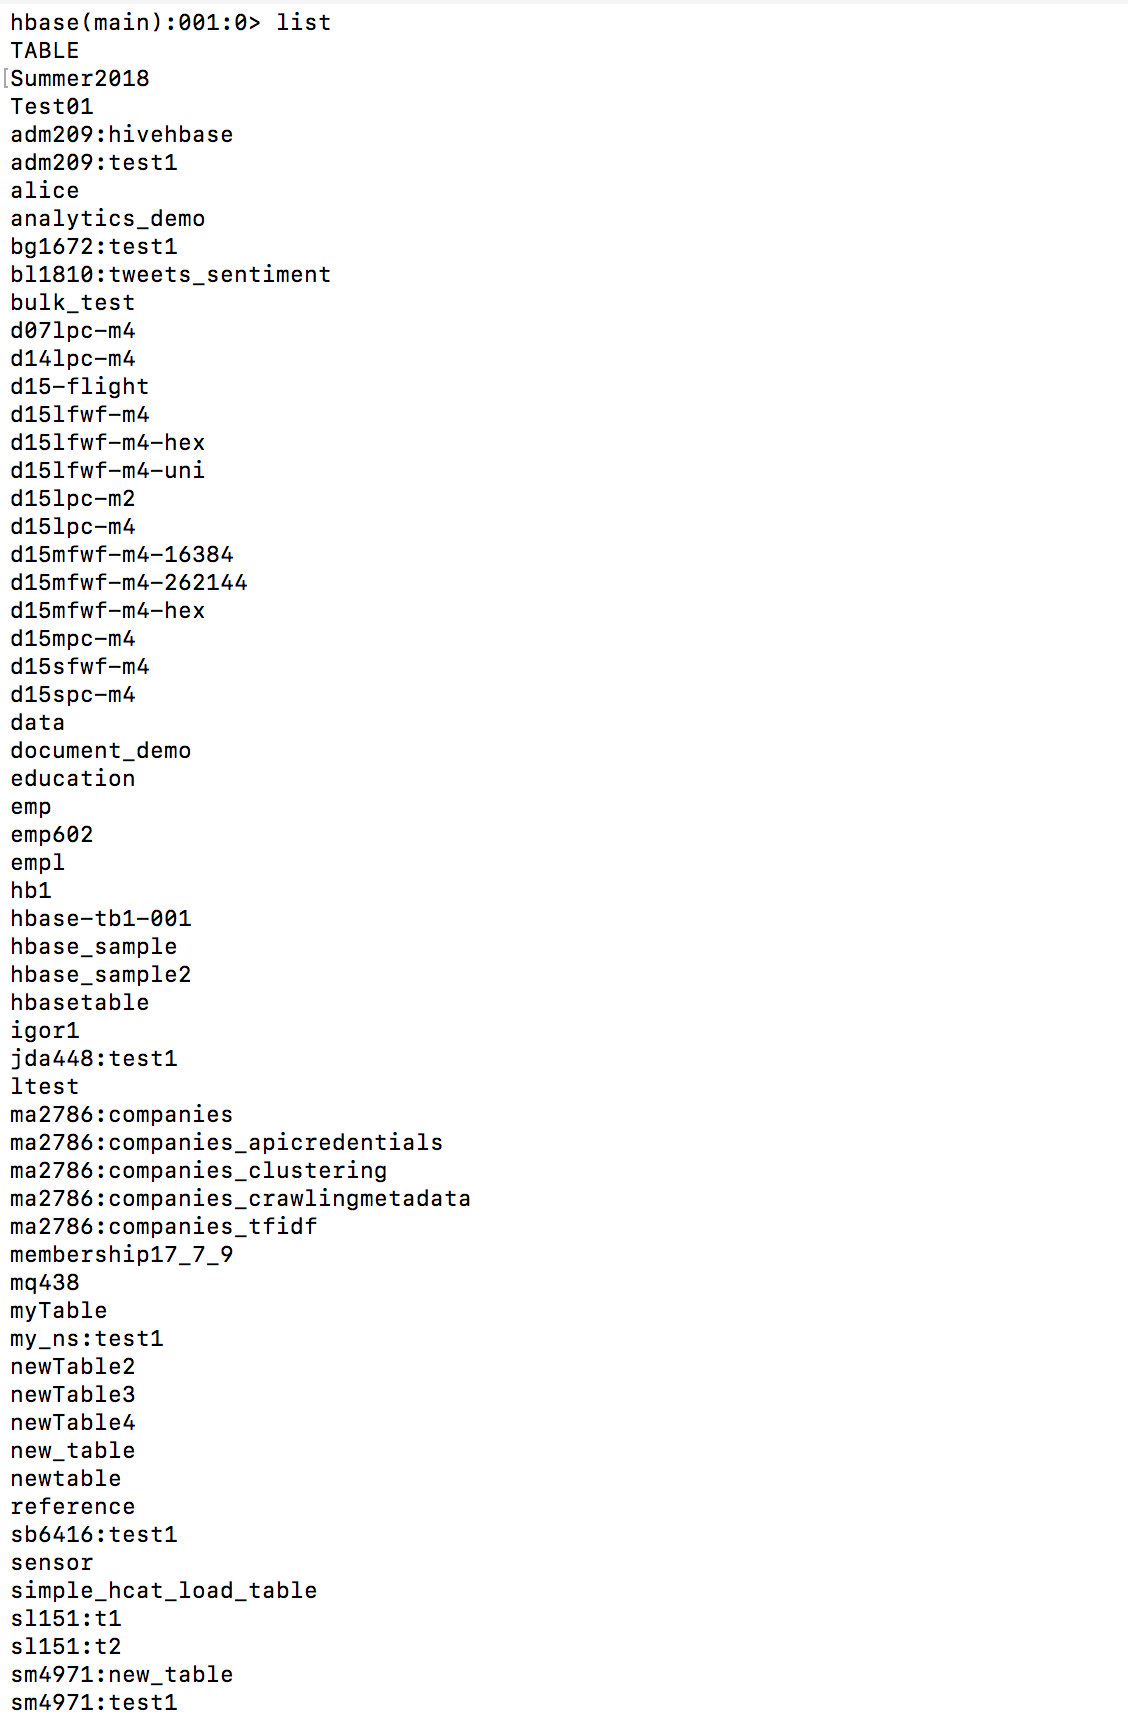 hbase(main):001:0> list
TABLE
[Summer2018
Test01
adm209:hivehbase
adm209:test1
alice
analytics_demo
bg1672:test1
bl1810:tweets_sentiment
bulk_test
d07lpc-m4
d14lpc-m4
d15-flight
d15lfwf-m4
d15lfwf-m4-hex
d15lfwf-m4-uni
d15lpc-m2
d15lpc-m4
d15mfwf-m4-16384
d15mfwf-m4-262144
d15mfwf-m4-hex
d15mpc-m4
d15sfwf-m4
d15spc-m4
data
document_demo
education
emp
emp602
empl
hb1
hbase-tb1-001
hbase_sample
hbase_sample2
hbasetable
igor1
jda448:test1
ltest
ma2786:companies
ma2786:companies_apicredentials
ma2786:companies_clustering
ma2786:companies_crawlingmetadata
ma2786:companies_tfidf
membership17_7_9
mq438
myTable
my_ns:test1
newTable2
newTable3
newTable4
new_table
newtable
reference
sb6416:test1
sensor
simple_hcat_load_table
sl151:t1
sl151:t2
sm4971:new_table
sm4971:test1